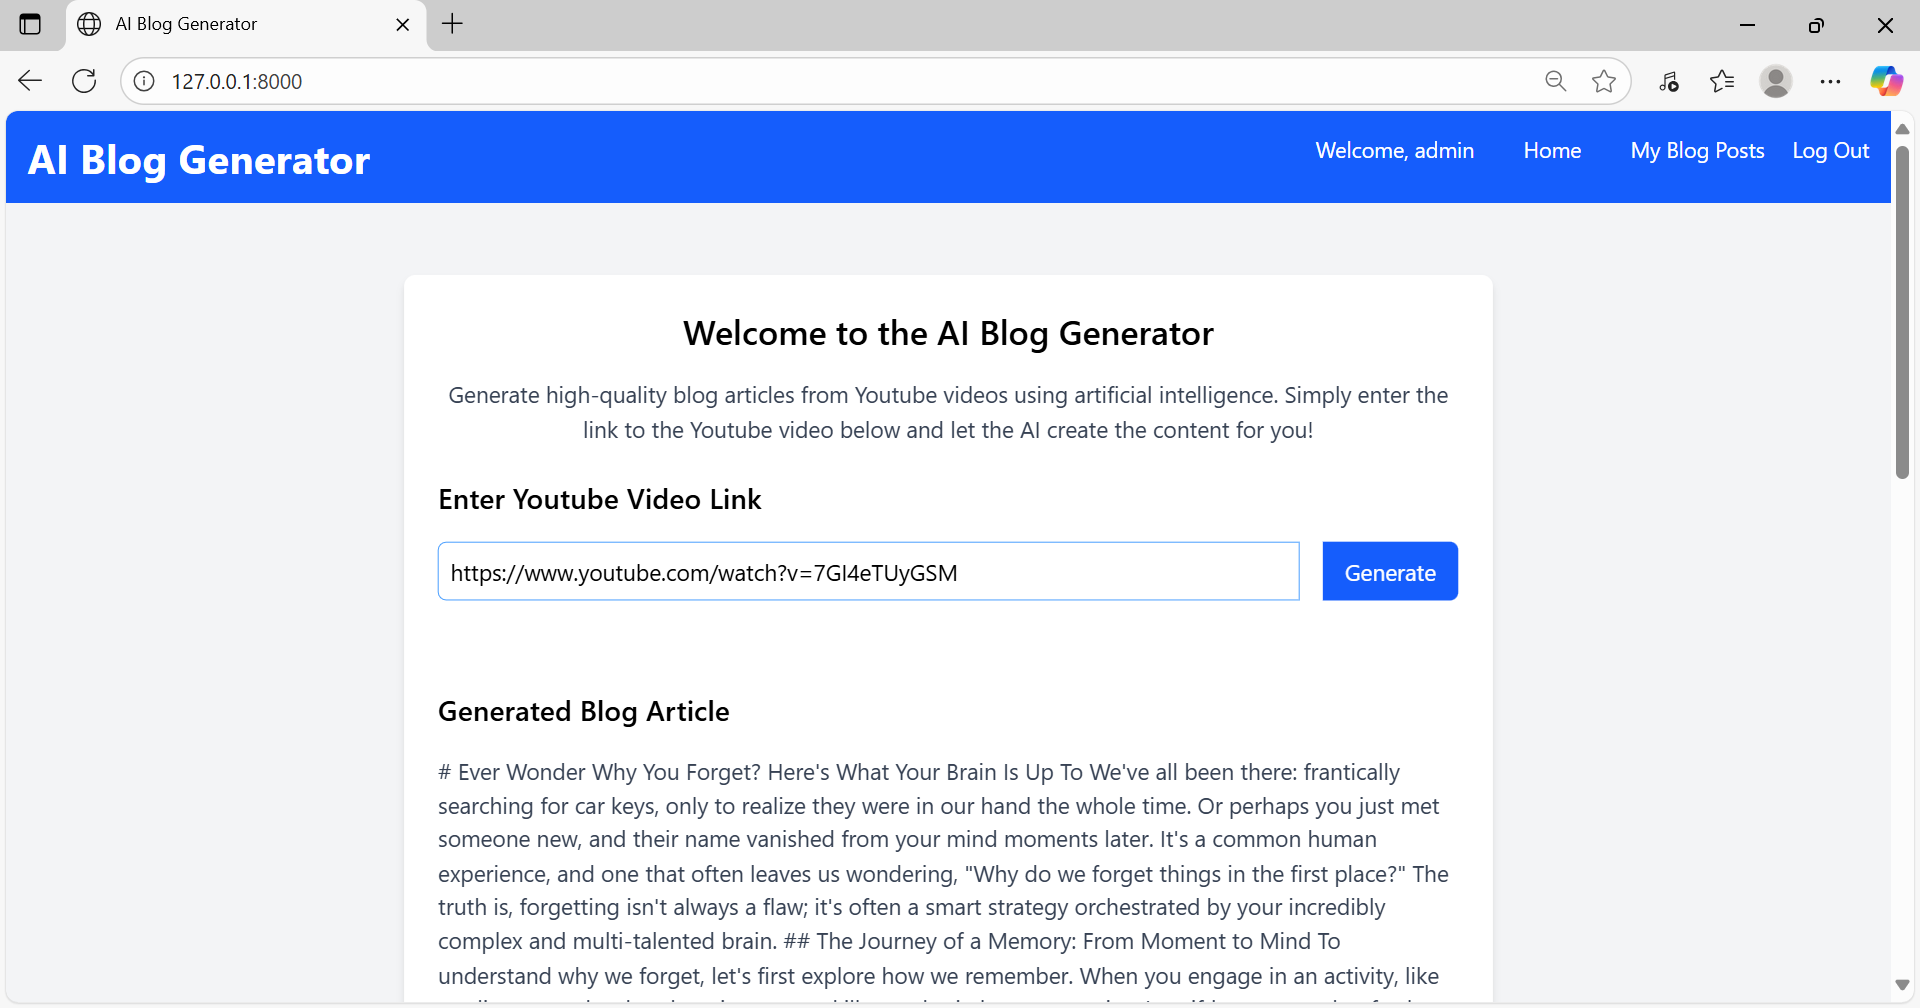 AI Blog Generator
127.0.0.1:8000
AI Blog Generator
Welcome, admin
Home
My Blog Posts
Log Out
Welcome to the AI Blog Generator
Generate high-quality blog articles from Youtube videos using artificial intelligence. Simply enter the
link to the Youtube video below and let the AI create the content for you!
Enter Youtube Video Link
https://www.youtube.com/watch?v=7GI4eTUyGSM
Generate
Generated Blog Article
# Ever Wonder Why You Forget? Here's What Your Brain Is Up To We've all been there: frantically
searching for car keys, only to realize they were in our hand the whole time. Or perhaps you just met
someone new, and their name vanished from your mind moments later. It's a common human
experience, and one that often leaves us wondering, "Why do we forget things in the first place?" The
truth is, forgetting isn't always a flaw; it's often a smart strategy orchestrated by your incredibly
complex and multi-talented brain. ## The Journey of a Memory: From Moment to Mind To
understand why we forget, let's first explore how we remember. When you engage in an activity, like